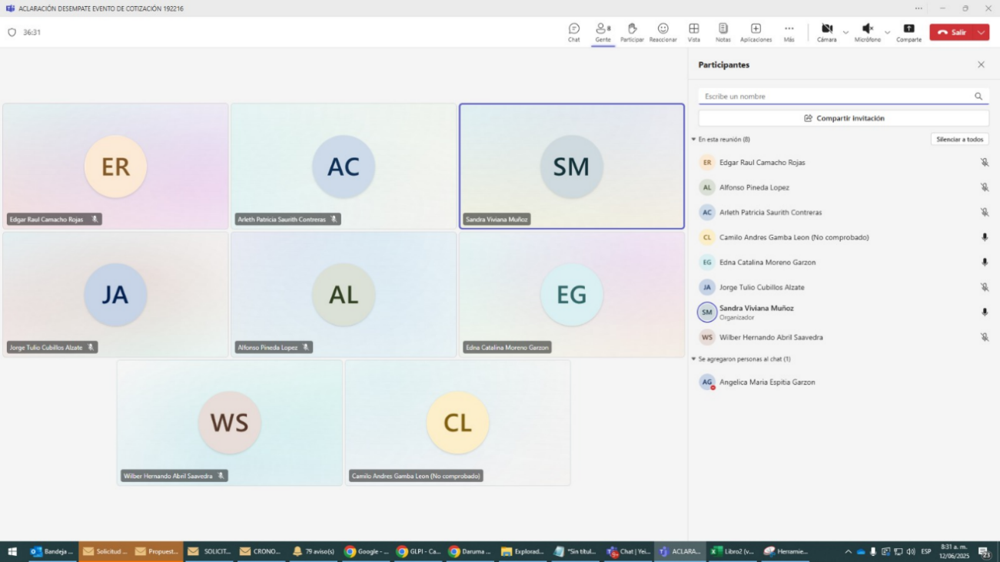 ACLARACIÓN DESEMPATE EVENTO DE COTIZACIÓN 192216
36:31
Chat
Gente 8
Participar
Reaccionar
Vista
Notas
Aplicaciones
Más
Cámara
Micrófono
Comparte
Salir
ER
Edgar Raul Camacho Rojas
AC
Arleth Patricia Saurith Contreras
SM
Sandra Viviana Muñoz
JA
Jorge Tulio Cubillos Alzate
AL
Alfonso Pineda Lopez
EG
Edna Catalina Moreno Garzon
WS
Wilber Hernando Abril Saavedra
CL
Camilo Andres Gamba Leon (No comprobado)
Participantes
Escribe un nombre
Compartir invitación
En esta reunión (8)
Silenciar a todos
ER Edgar Raul Camacho Rojas
AL Alfonso Pineda Lopez
AC Arleth Patricia Saurith Contreras
CL Camilo Andres Gamba Leon (No comprobado)
EG Edna Catalina Moreno Garzon
JA Jorge Tulio Cubillos Alzate
SM Sandra Viviana Muñoz
Organizador
WS Wilber Hernando Abril Saavedra
Se agregaron personas al chat (1)
AG Angelica Maria Espitia Garzon
Bandeja ...
Solicitud ...
Propuest...
SOLICIT...
CRONO...
79 aviso(s)
Google - ...
GLPI - Ca...
Daruma ...
Explorad...
*Sin títul...
Chat | Yei...
ACLARA...
Libro2 (v...
Herramie...
ESP
8:31 a. m.
12/06/2025
23